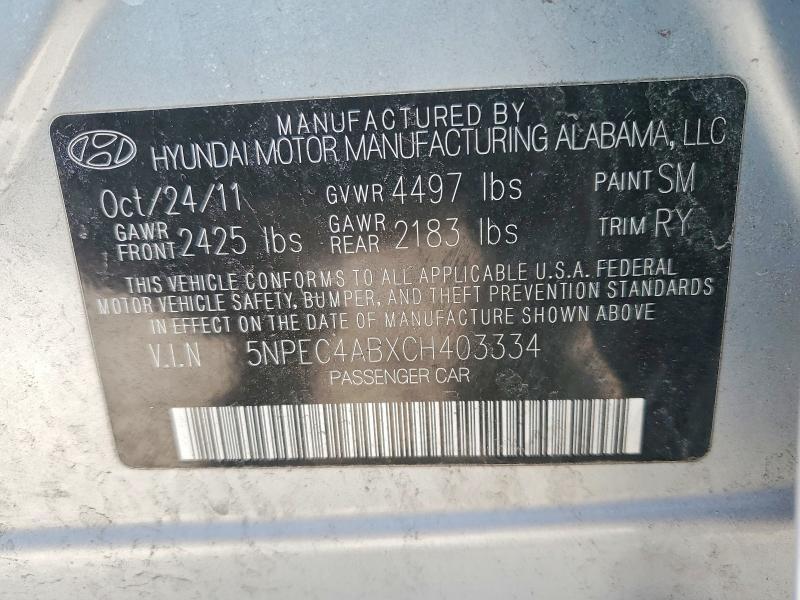 MANUFACTURED BY
HYUNDAI MOTOR MANUFACTURING ALABAMA, LLC
Oct/24/11 GVWR 4497 lbs PAINT SM
GAWR FRONT 2425 lbs GAWR REAR 2183 lbs TRIM RY
THIS VEHICLE CONFORMS TO ALL APPLICABLE U.S.A. FEDERAL
MOTOR VEHICLE SAFETY, BUMPER, AND THEFT PREVENTION STANDARDS
IN EFFECT ON THE DATE OF MANUFACTURE SHOWN ABOVE
V.I.N 5NPEC4ABXCH403334
PASSENGER CAR